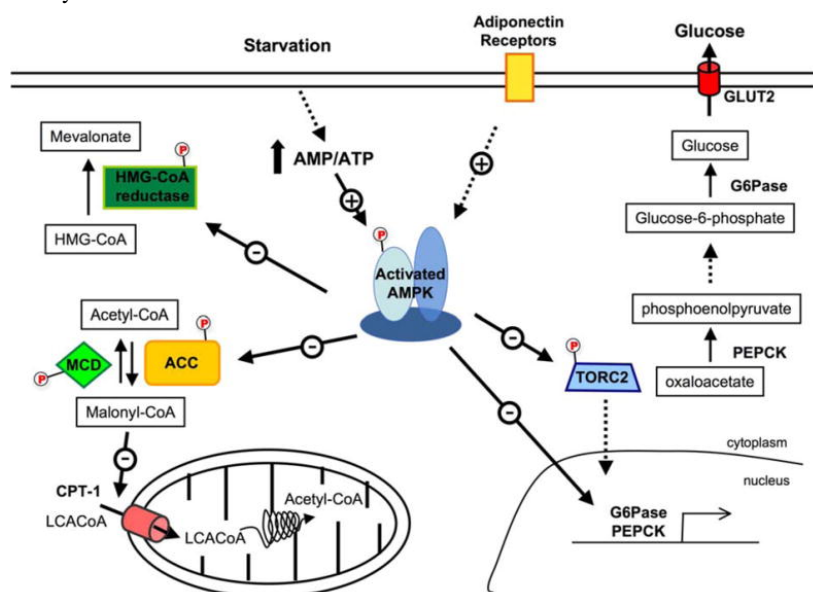 Starvation
Adiponectin
Receptors
Glucose
GLUT2
Mevalonate
P
HMG-CoA
reductase
HMG-CoA
AMP/ATP
+
+
Glucose
G6Pase
Glucose-6-phosphate
P
Activated
AMPK
-
phosphoenolpyruvate
PEPCK
oxaloacetate
Acetyl-CoA
P
MCD
P
ACC
-
Malonyl-CoA
-
P
TORC2
-
-
cytoplasm
nucleus
CPT-1
LCACoA
LCACoA
Acetyl-CoA
G6Pase
PEPCK